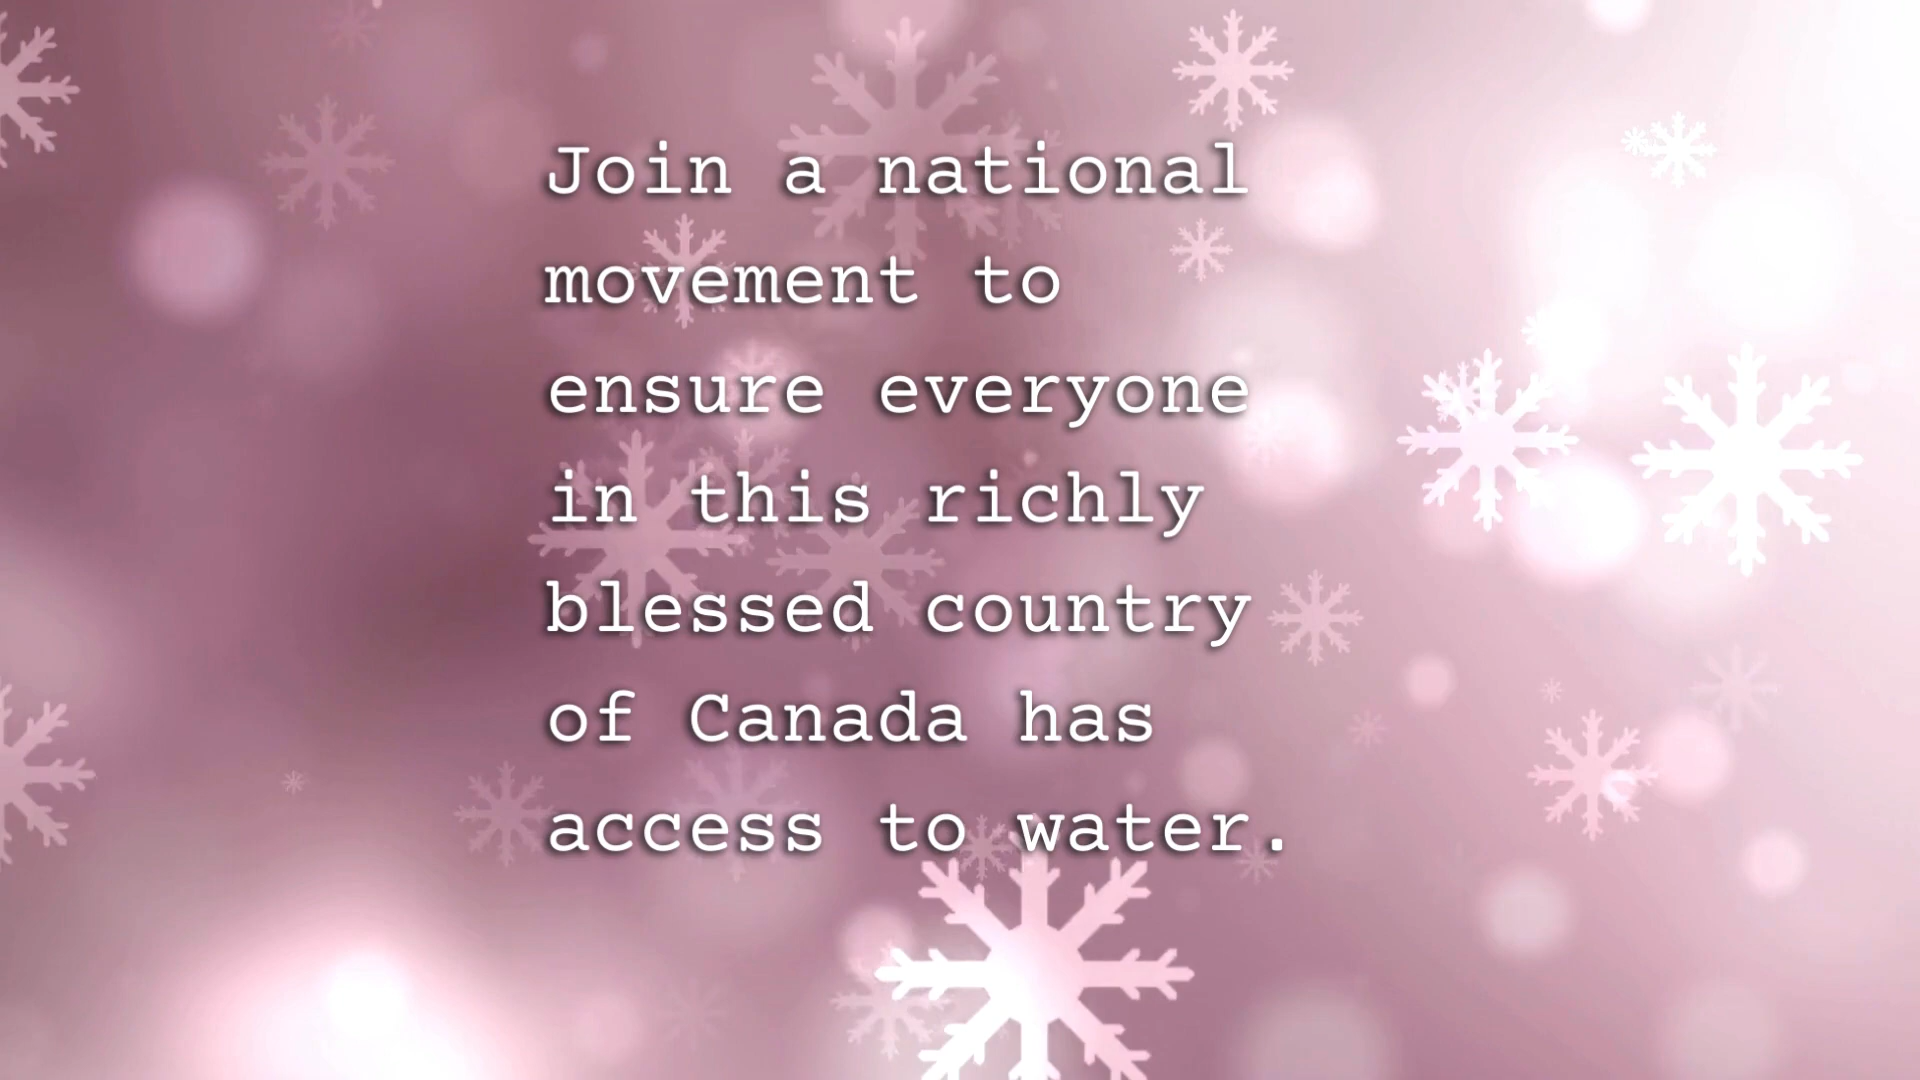 Join a national
movement to
ensure everyone
in this richly
blessed country
of Canada has
access to water.